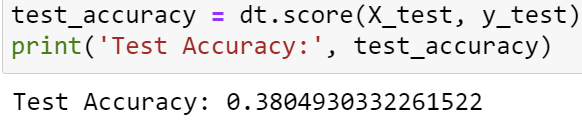 test_accuracy = dt.score(X_test, y_test)
print('Test Accuracy:', test_accuracy)
Test Accuracy: 0.3804930332261522